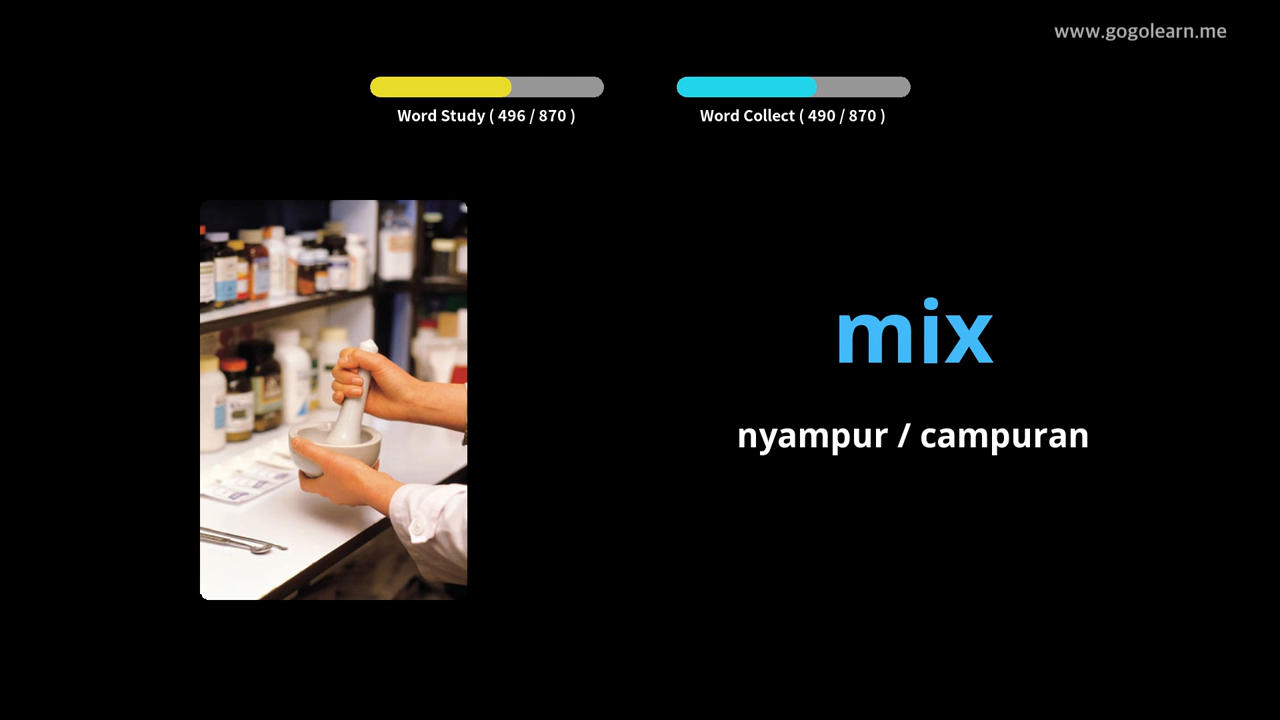 www.gogolearn.me
Word Study ( 496 / 870 )
Word Collect ( 490 / 870 )
mix
nyampur / campuran